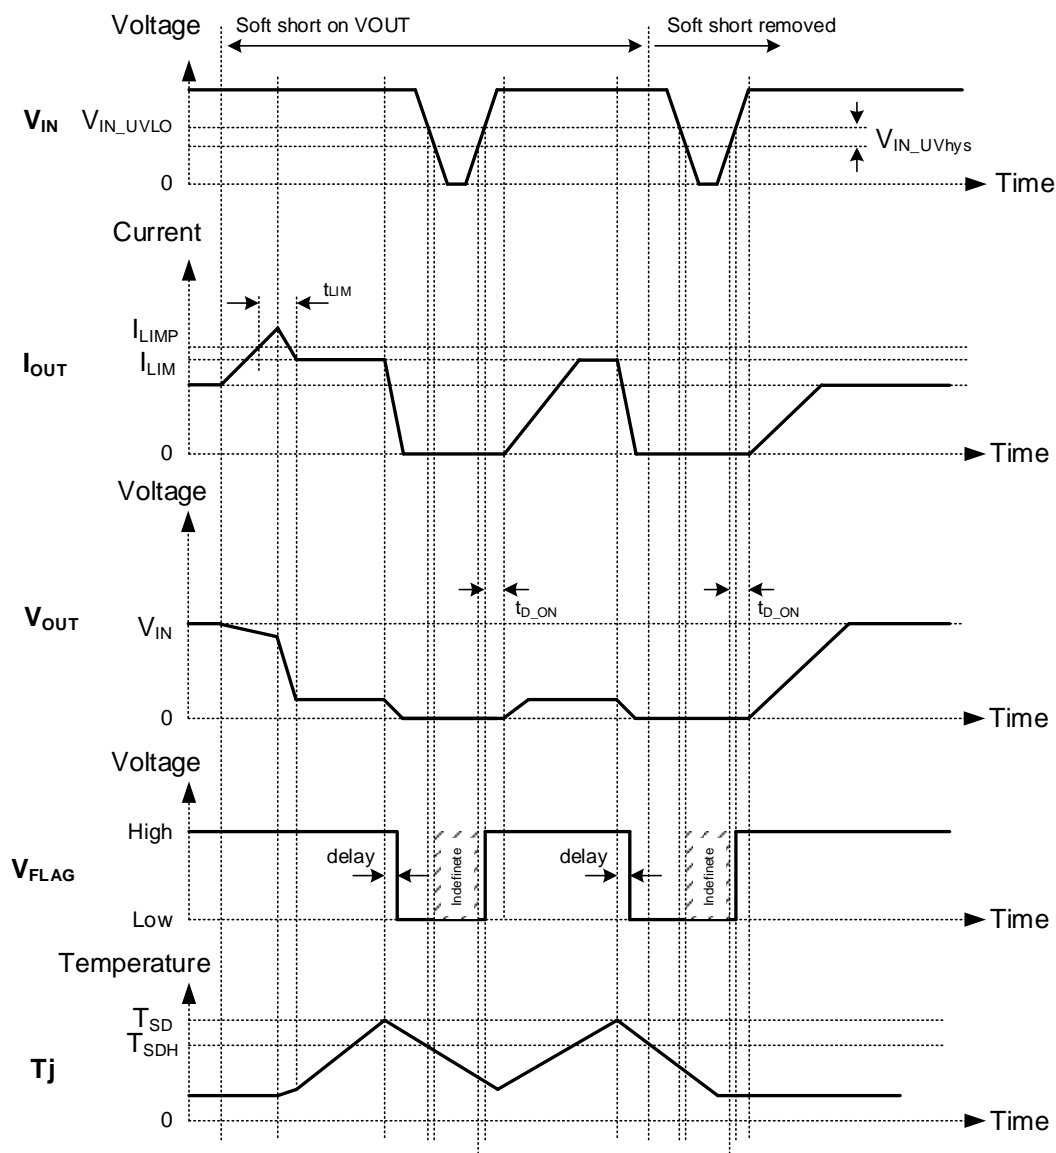 Voltage
Soft short on VOUT
Soft short removed
VIN
VIN_UVLO
VIN_UVhys
0
Time
Current
tLIM
ILIMP
IOUT
ILIM
0
Time
Voltage
tD_ON
tD_ON
VOUT
VIN
0
Time
Voltage
High
delay
Indefinete
delay
Indefinete
VFLAG
Low
Time
Temperature
TSD
TSDH
Tj
0
Time